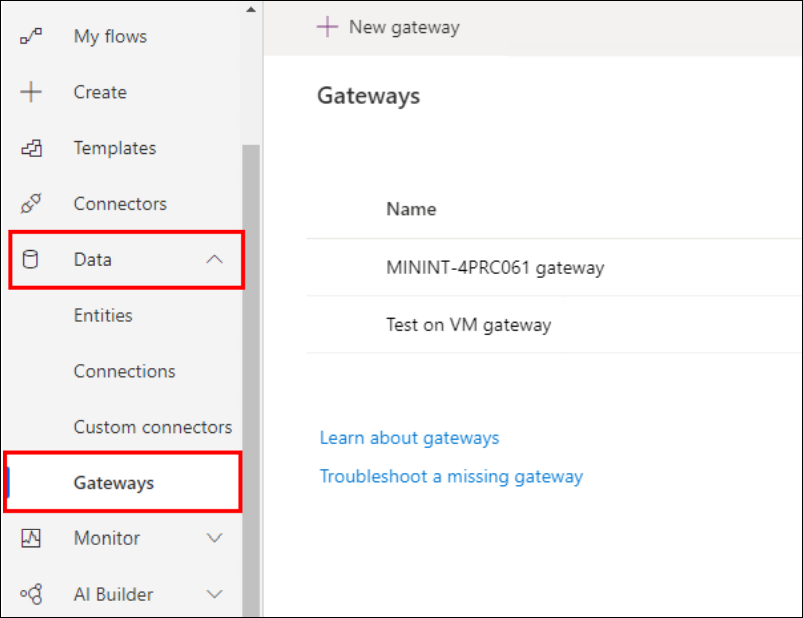 My flows
Create
Templates
Connectors
Data
Entities
Connections
Custom connectors
Gateways
Monitor
AI Builder
New gateway
Gateways
Name
MININT-4PRC061 gateway
Test on VM gateway
Learn about gateways
Troubleshoot a missing gateway